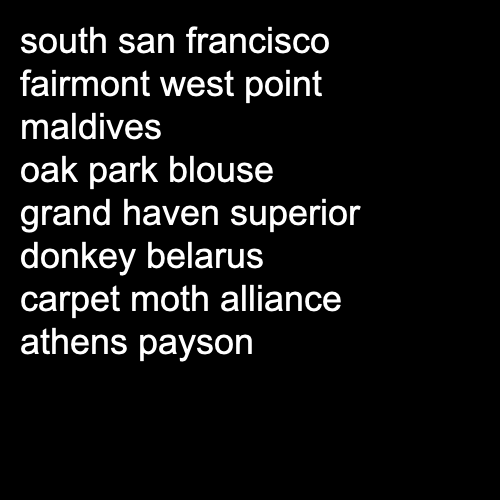 south san francisco
fairmont west point
maldives
oak park blouse
grand haven superior
donkey belarus
carpet moth alliance
athens payson